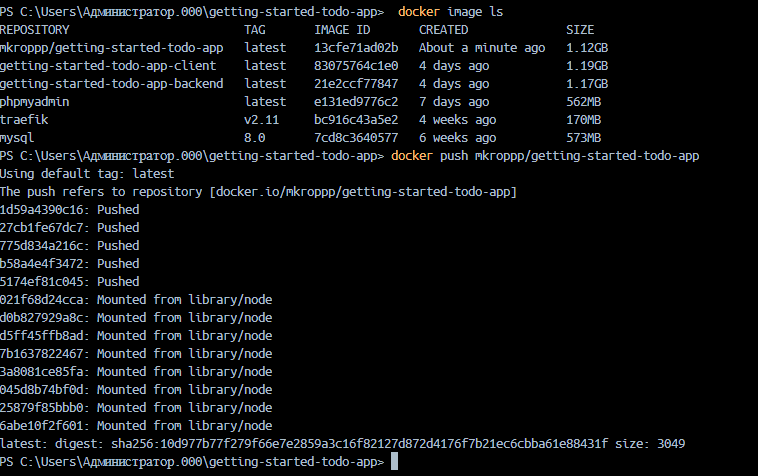 PS C:\Users\Администратор.000\getting-started-todo-app>  docker image ls
REPOSITORY                        TAG       IMAGE ID       CREATED              SIZE
mkroppp/getting-started-todo-app   latest    13cfe71ad02b   About a minute ago   1.12GB
getting-started-todo-app-client    latest    83075764c1e0   4 days ago           1.19GB
getting-started-todo-app-backend   latest    21e2ccf77847   4 days ago           1.17GB
phpmyadmin                         latest    e131ed9776c2   7 days ago           562MB
traefik                            v2.11     bc916c43a5e2   4 weeks ago          170MB
mysql                              8.0       7cd8c3640577   6 weeks ago          573MB
PS C:\Users\Администратор.000\getting-started-todo-app> docker push mkroppp/getting-started-todo-app
Using default tag: latest
The push refers to repository [docker.io/mkroppp/getting-started-todo-app]
1d59a4390c16: Pushed
27cb1fe67dc7: Pushed
775d834a216c: Pushed
b58a4e4f3472: Pushed
5174ef81c045: Pushed
021f68d24cca: Mounted from library/node
d0b827929a8c: Mounted from library/node
d5ff45ffb8ad: Mounted from library/node
7b1637822467: Mounted from library/node
3a8081ce85fa: Mounted from library/node
045d8b74bf0d: Mounted from library/node
25879f85bbb0: Mounted from library/node
6abe10f2f601: Mounted from library/node
latest: digest: sha256:10d977b77f279f66e7e2859a3c16f82127d872d4176f7b21ec6cbba61e88431f size: 3049
PS C:\Users\Администратор.000\getting-started-todo-app>